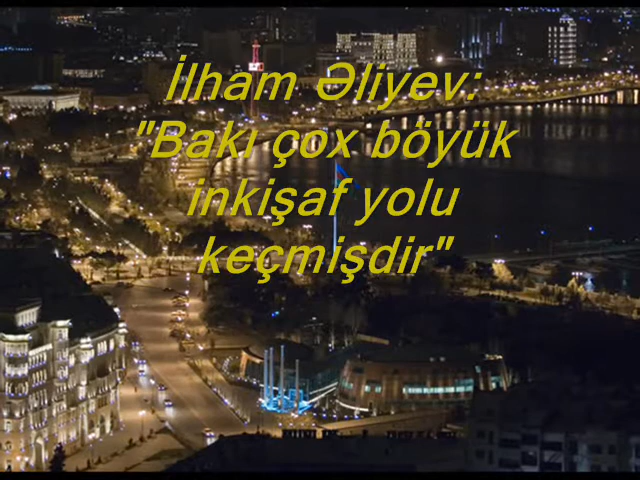 İlham Əliyev:
"Bakı çox böyük
inkişaf yolu
keçmişdir"